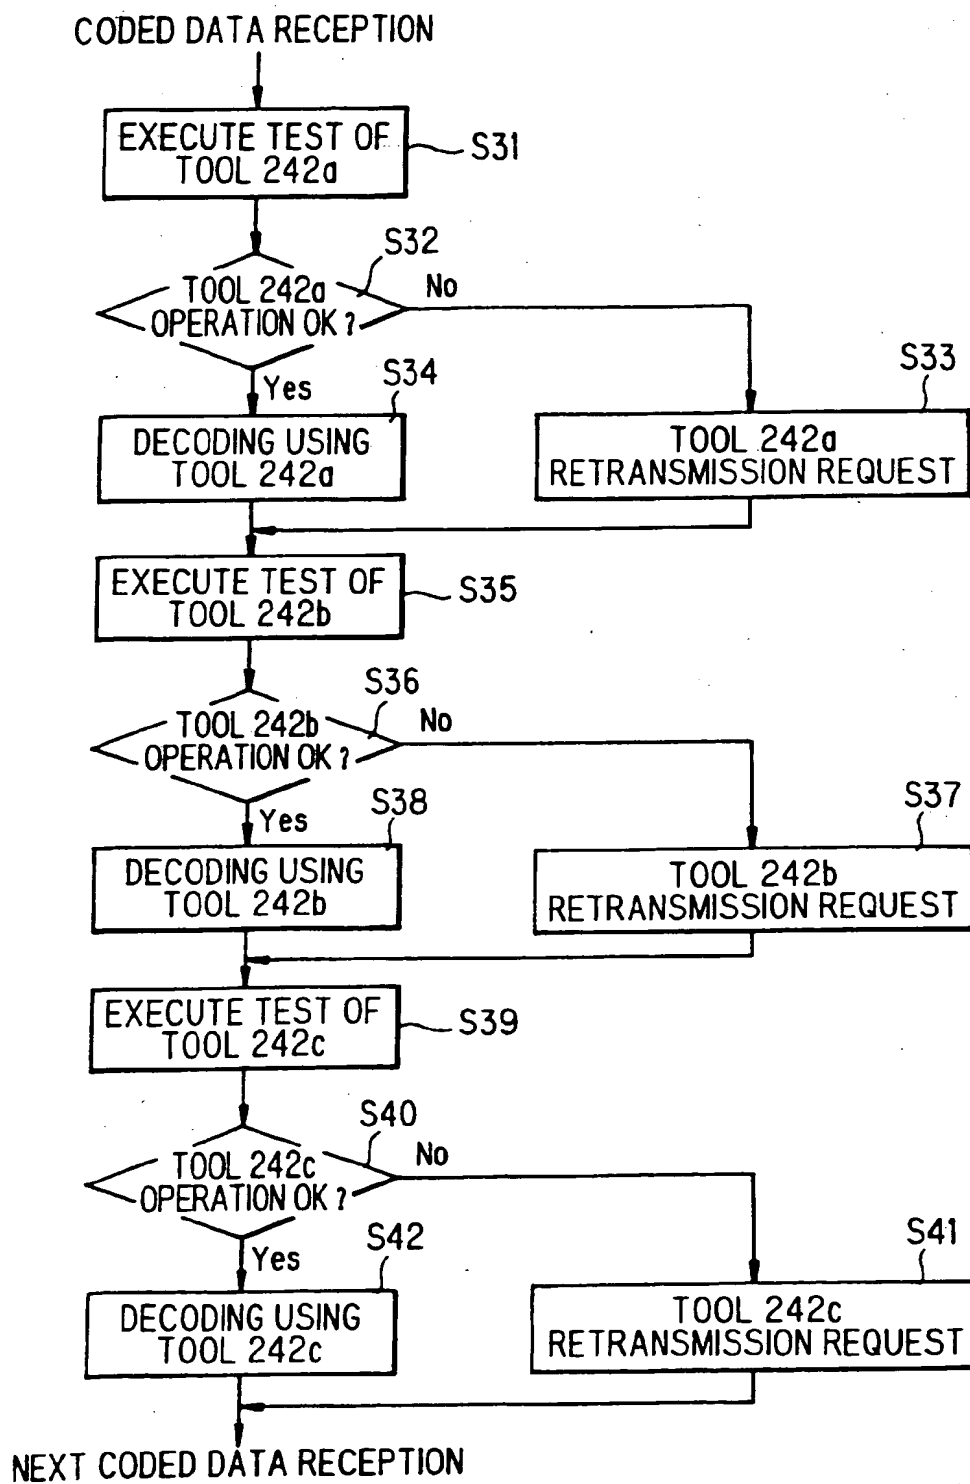 CODED DATA RECEPTION
EXECUTE TEST OF
TOOL 242a
S31
S32
TOOL 242a
OPERATION OK?
No
Yes
S34
S33
DECODING USING
TOOL 242a
TOOL 242a
RETRANSMISSION REQUEST
EXECUTE TEST OF
TOOL 242b
S35
S36
TOOL 242b
OPERATION OK?
No
Yes
S38
S37
DECODING USING
TOOL 242b
TOOL 242b
RETRANSMISSION REQUEST
EXECUTE TEST OF
TOOL 242c
S39
S40
TOOL 242c
OPERATION OK?
No
Yes
S42
S41
DECODING USING
TOOL 242c
TOOL 242c
RETRANSMISSION REQUEST
NEXT CODED DATA RECEPTION